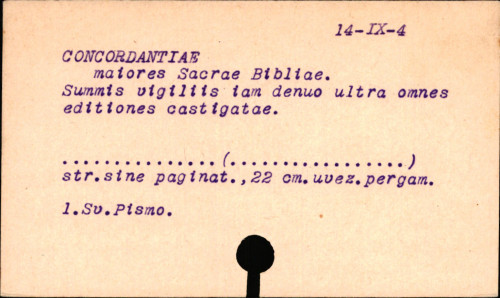 14-IX-4
CONCORDANTIAE
maiores Sacrae Bibliae.
Summis vigiliis iam denuo ultra omnes
editiones castigatae.
...............(.................)
str.sine paginat.,22 cm.uvez.pergam.
1.Sv.Pismo.